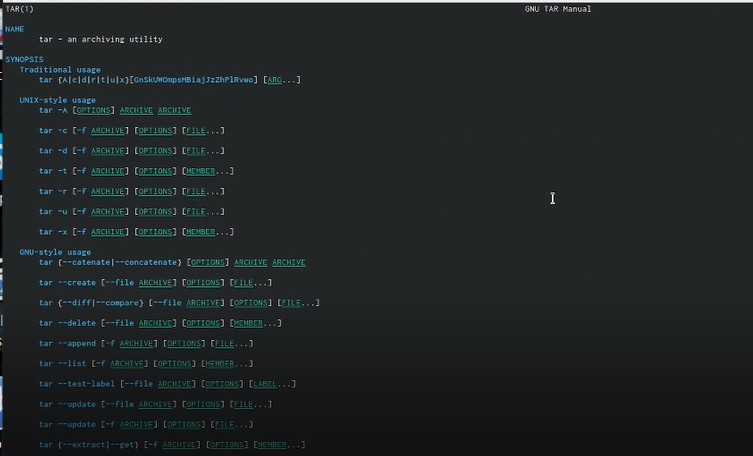 TAR(1) GNU TAR Manual
NAME
tar - an archiving utility
SYNOPSIS
Traditional usage
tar {A|c|d|r|t|u|x}[GnSkUWOmpsMBiajJzZhPlRvwo] [ARG...]
UNIX-style usage
tar -A [OPTIONS] ARCHIVE ARCHIVE
tar -c [-f ARCHIVE] [OPTIONS] [FILE...]
tar -d [-f ARCHIVE] [OPTIONS] [FILE...]
tar -t [-f ARCHIVE] [OPTIONS] [MEMBER...]
tar -r [-f ARCHIVE] [OPTIONS] [FILE...]
tar -u [-f ARCHIVE] [OPTIONS] [FILE...]
tar -x [-f ARCHIVE] [OPTIONS] [MEMBER...]
GNU-style usage
tar {--catenate|--concatenate} [OPTIONS] ARCHIVE ARCHIVE
tar --create [--file ARCHIVE] [OPTIONS] [FILE...]
tar {--diff|--compare} [--file ARCHIVE] [OPTIONS] [FILE...]
tar --delete [--file ARCHIVE] [OPTIONS] [MEMBER...]
tar --append [-f ARCHIVE] [OPTIONS] [FILE...]
tar --list [-f ARCHIVE] [OPTIONS] [MEMBER...]
tar --test-label [--file ARCHIVE] [OPTIONS] [LABEL...]
tar --update [--file ARCHIVE] [OPTIONS] [FILE...]
tar --update [-f ARCHIVE] [OPTIONS] [FILE...]
tar {--extract|--get} [-f ARCHIVE] [OPTIONS] [MEMBER...]